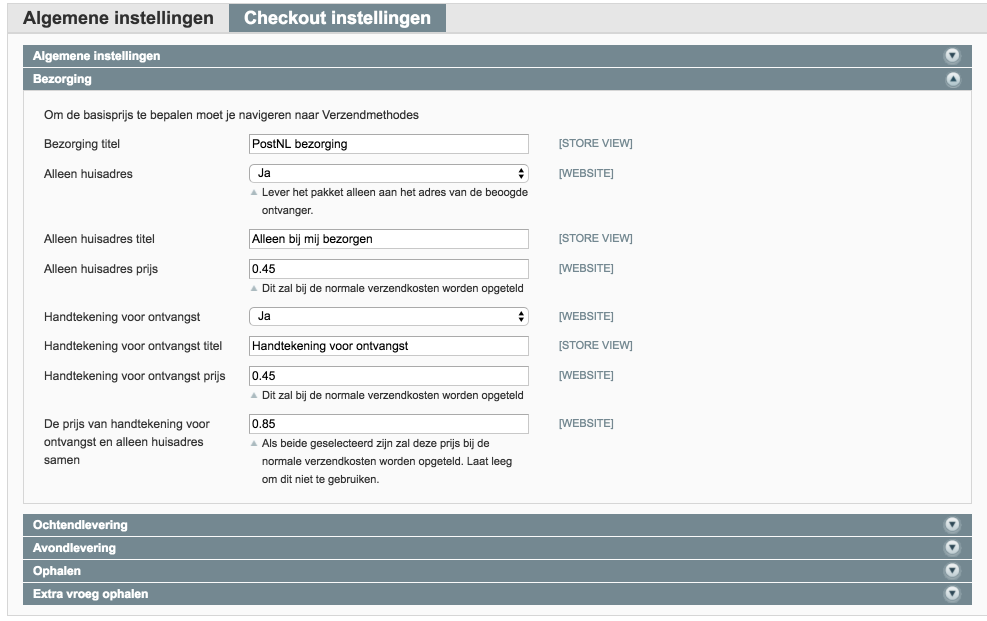 Algemene instellingen Checkout instellingen
Algemene instellingen
Bezorging
Om de basisprijs te bepalen moet je navigeren naar Verzendmethodes
Bezorging titel PostNL bezorging [STORE VIEW]
Alleen huisadres Ja [WEBSITE]
Lever het pakket alleen aan het adres van de beoogde
ontvanger.
Alleen huisadres titel Alleen bij mij bezorgen [STORE VIEW]
Alleen huisadres prijs 0.45 [WEBSITE]
Dit zal bij de normale verzendkosten worden opgeteld
Handtekening voor ontvangst Ja [WEBSITE]
Handtekening voor ontvangst titel Handtekening voor ontvangst [STORE VIEW]
Handtekening voor ontvangst prijs 0.45 [WEBSITE]
Dit zal bij de normale verzendkosten worden opgeteld
De prijs van handtekening voor
ontvangst en alleen huisadres
samen
0.85 [WEBSITE]
Als beide geselecteerd zijn zal deze prijs bij de
normale verzendkosten worden opgeteld. Laat leeg
om dit niet te gebruiken.
Ochtendlevering
Avondlevering
Ophalen
Extra vroeg ophalen